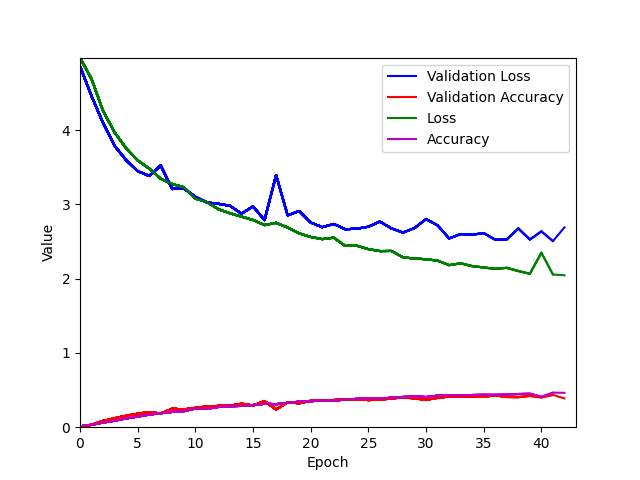 Validation Loss
Validation Accuracy
Loss
Accuracy
4
3
2
1
0
Value
0 5 10 15 20 25 30 35 40
Epoch